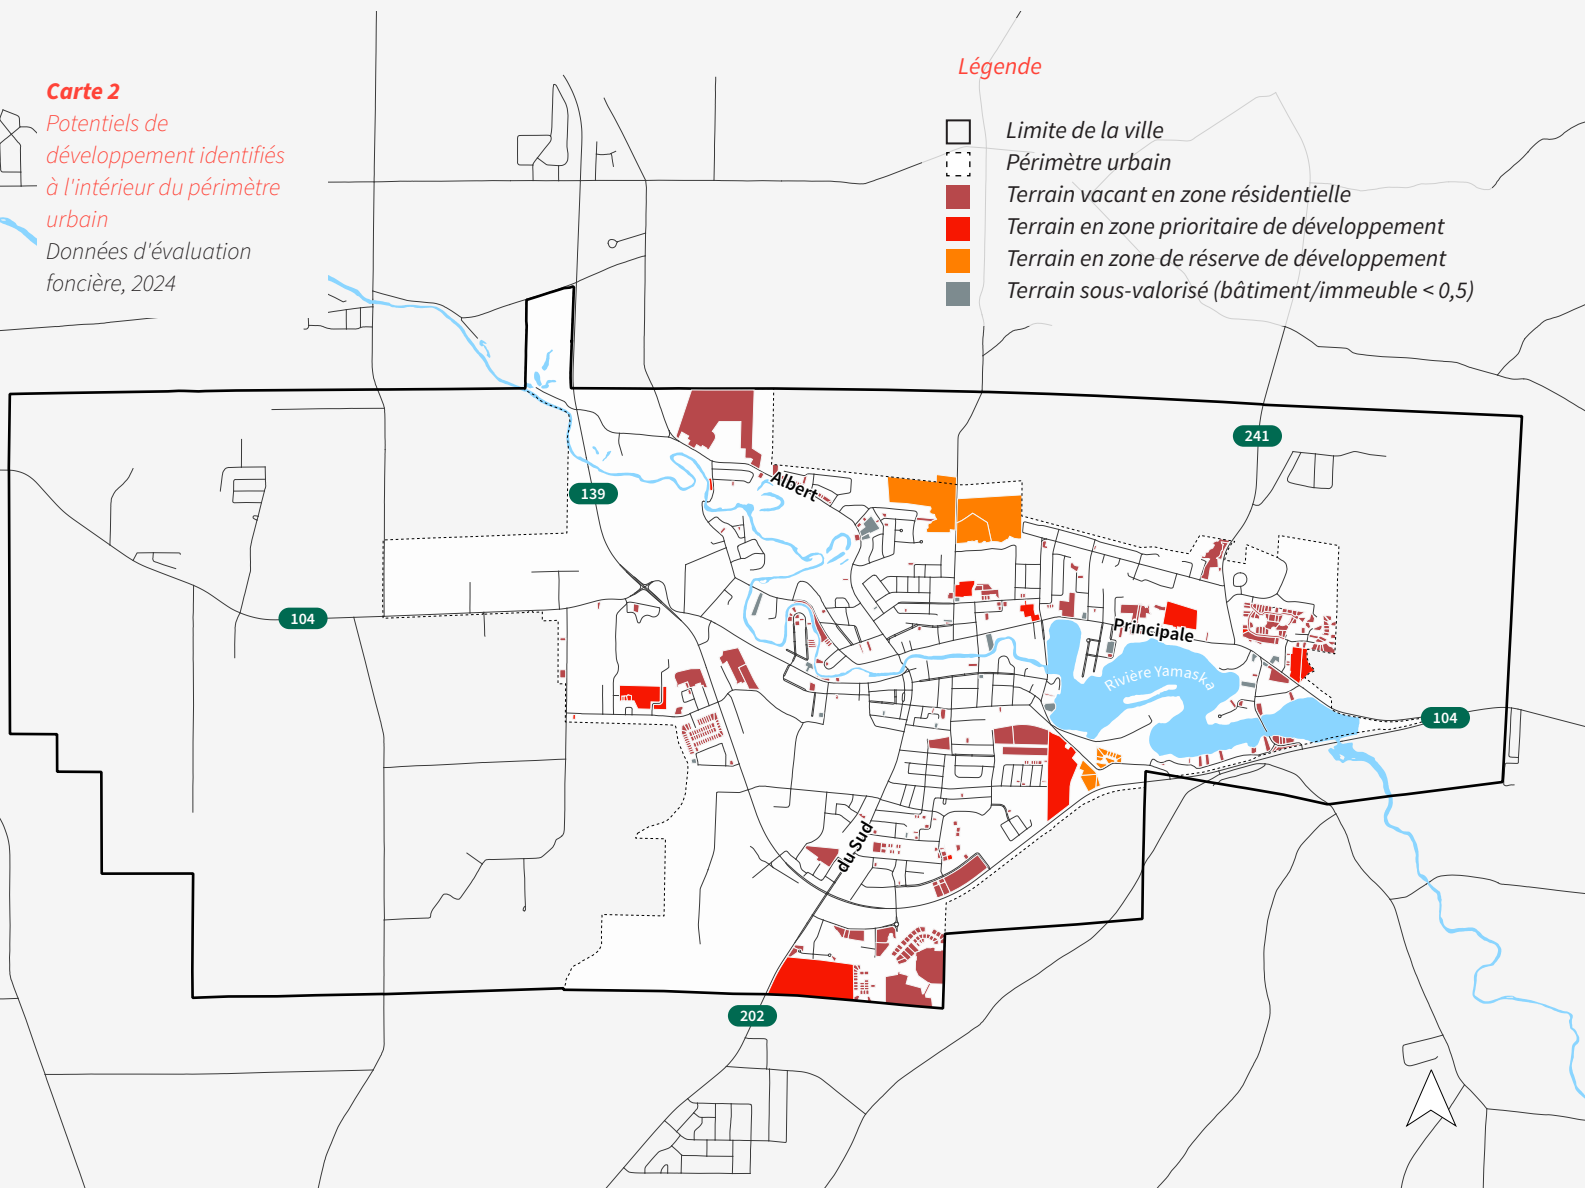 Carte 2
Potentiels de
développement identifiés
à l'intérieur du périmètre
urbain
Données d'évaluation
foncière, 2024
Légende
Limite de la ville
Périmètre urbain
Terrain vacant en zone résidentielle
Terrain en zone prioritaire de développement
Terrain en zone de réserve de développement
Terrain sous-valorisé (bâtiment/immeuble < 0,5)
241
139
Albert
104
Principale
Rivière Yamaska
104
du Sud
202